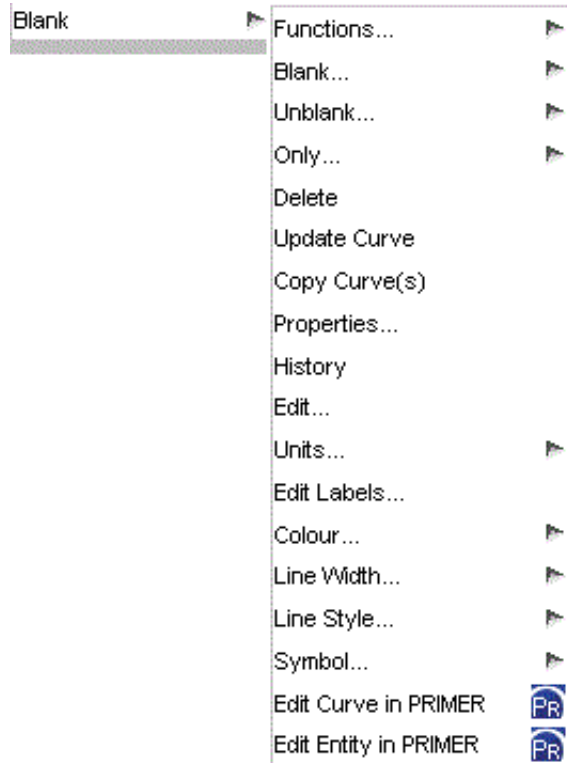 Blank
Functions...
Blank...
Unblank...
Only...
Delete
Update Curve
Copy Curve(s)
Properties...
History
Edit...
Units...
Edit Labels...
Colour...
Line Width...
Line Style...
Symbol...
Edit Curve in PRIMER PR
Edit Entity in PRIMER PR